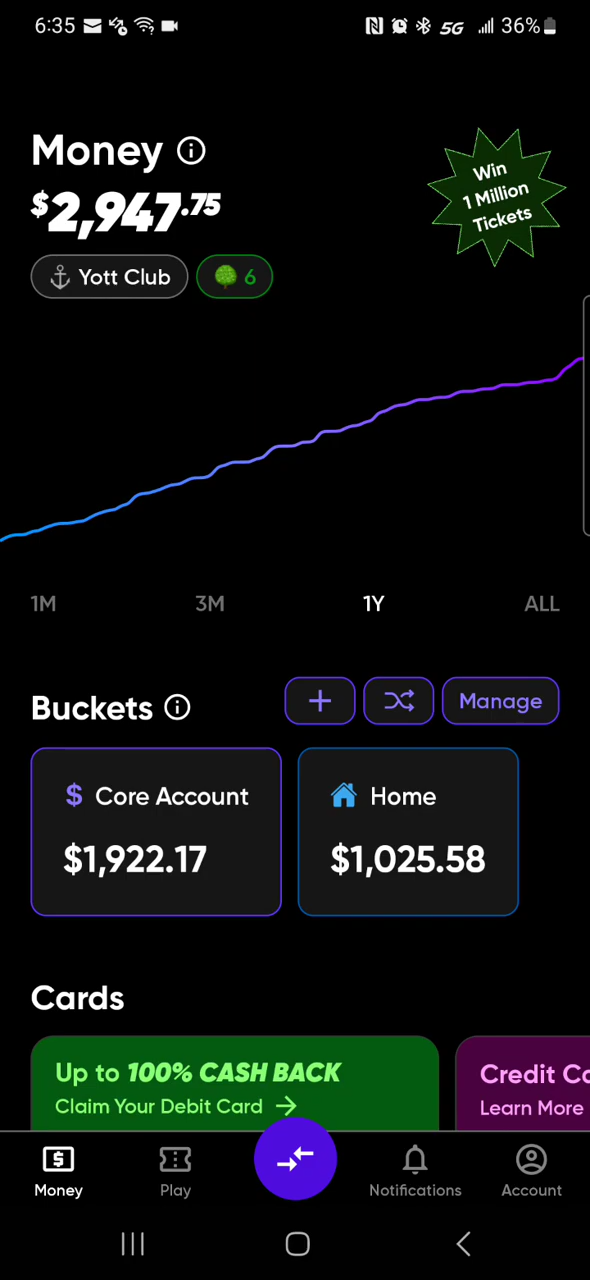 6:35 5G 36%
Money
$2,947.75
Win
1 Million
Tickets
Yott Club 6
1M 3M 1Y ALL
Buckets Manage
$ Core Account Home
$1,922.17 $1,025.58
Cards
Up to 100% CASH BACK Credit Ca
Claim Your Debit Card Learn More
Money Play Notifications Account